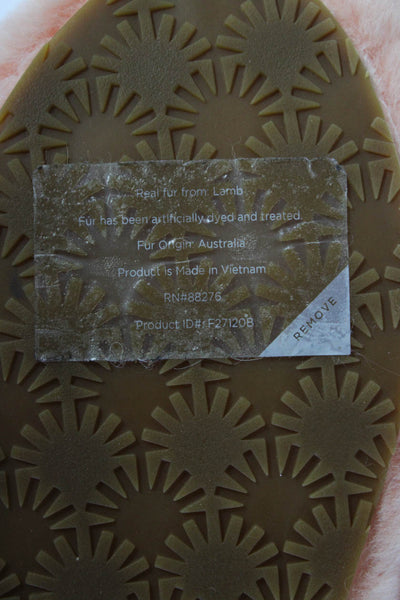 Real fur from: Lamb
Fur has been artificially dyed and treated.
Fur Origin: Australia
Product is Made in Vietnam
RN#88276
Product ID#: F27120B
REMOVE